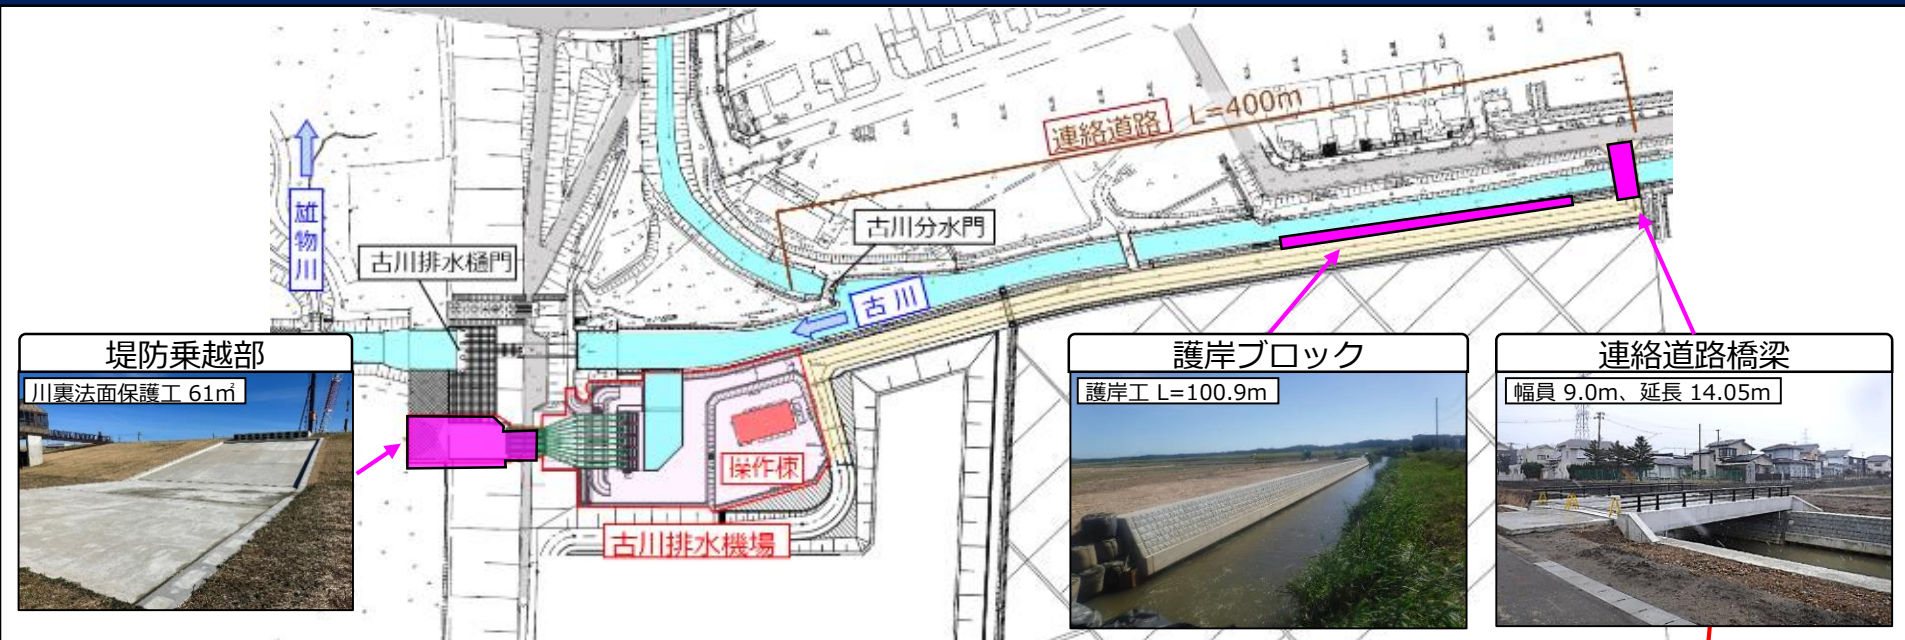 連絡道路 L=400m
雄物川
古川分水門
古川排水樋門
古川
堤防乗越部
川裏法面保護工 61㎡
護岸ブロック
護岸工 L=100.9m
連絡道路橋梁
幅員 9.0m、延長 14.05m
操作棟
古川排水機場